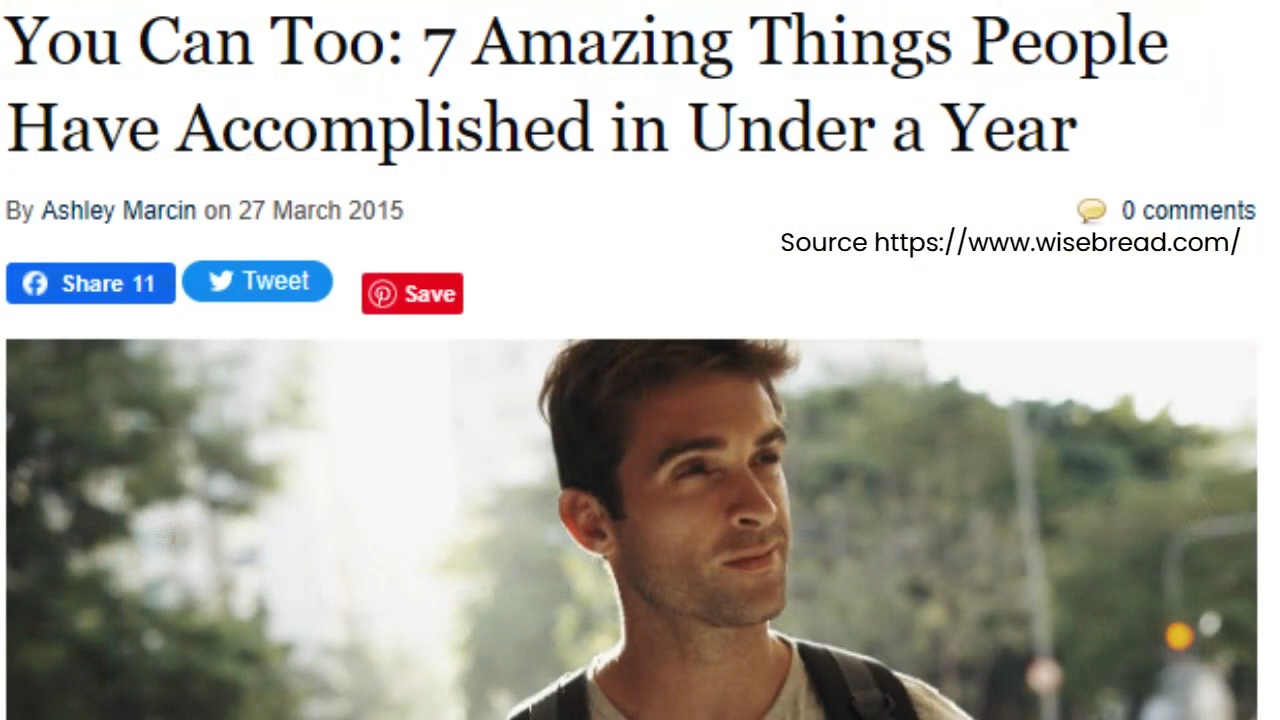 You Can Too: 7 Amazing Things People
Have Accomplished in Under a Year
By Ashley Marcin on 27 March 2015
0 comments
Source https://www.wisebread.com/
Share 11
Tweet
Save